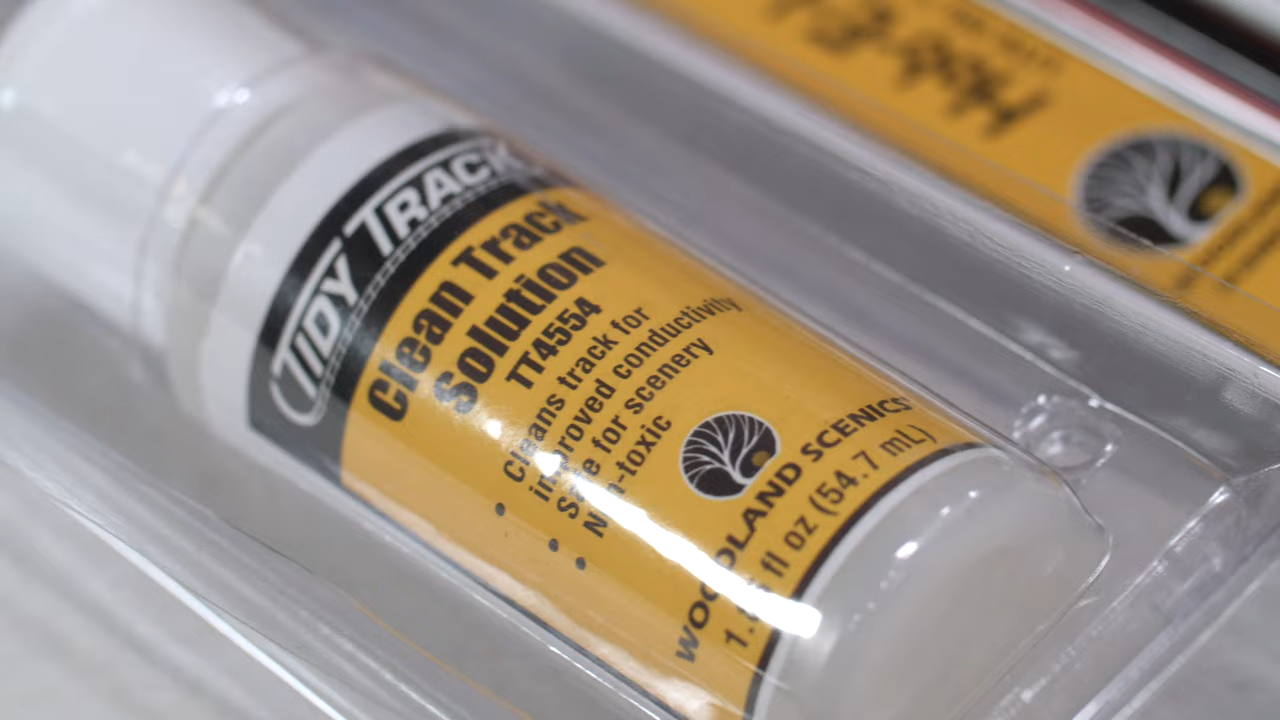 TIDY TRACK
Clean Track
Solution
TT4554
• Cleans track for
improved conductivity
• Safe for scenery
• Non-toxic
WOODLAND SCENICS
fl oz (54.7 mL)